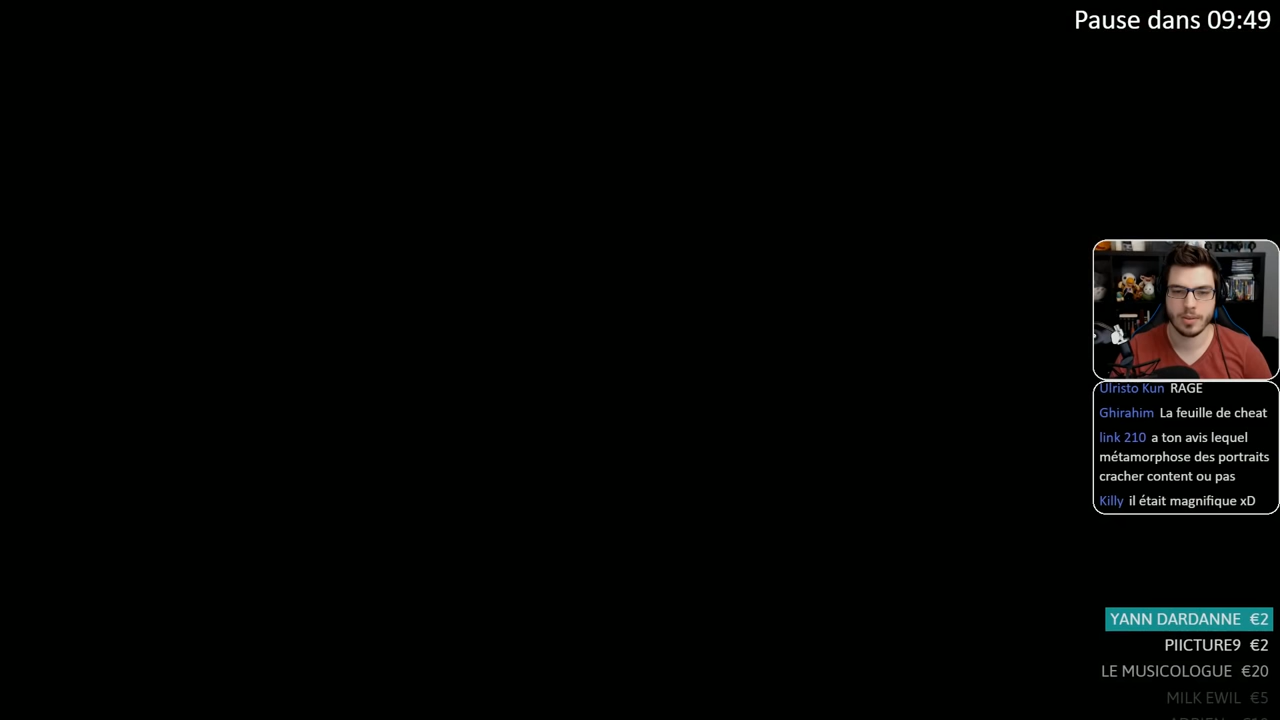 Pause dans 09:49
Ulristo Kun RAGE
Ghirahim La feuille de cheat
link 210 a ton avis lequel
métamorphose des portraits
cracher content ou pas
Killy il était magnifique xD
YANN DARDANNE €2
PIICTURE9 €2
LE MUSICOLOGUE €20
MILK EWIL €5